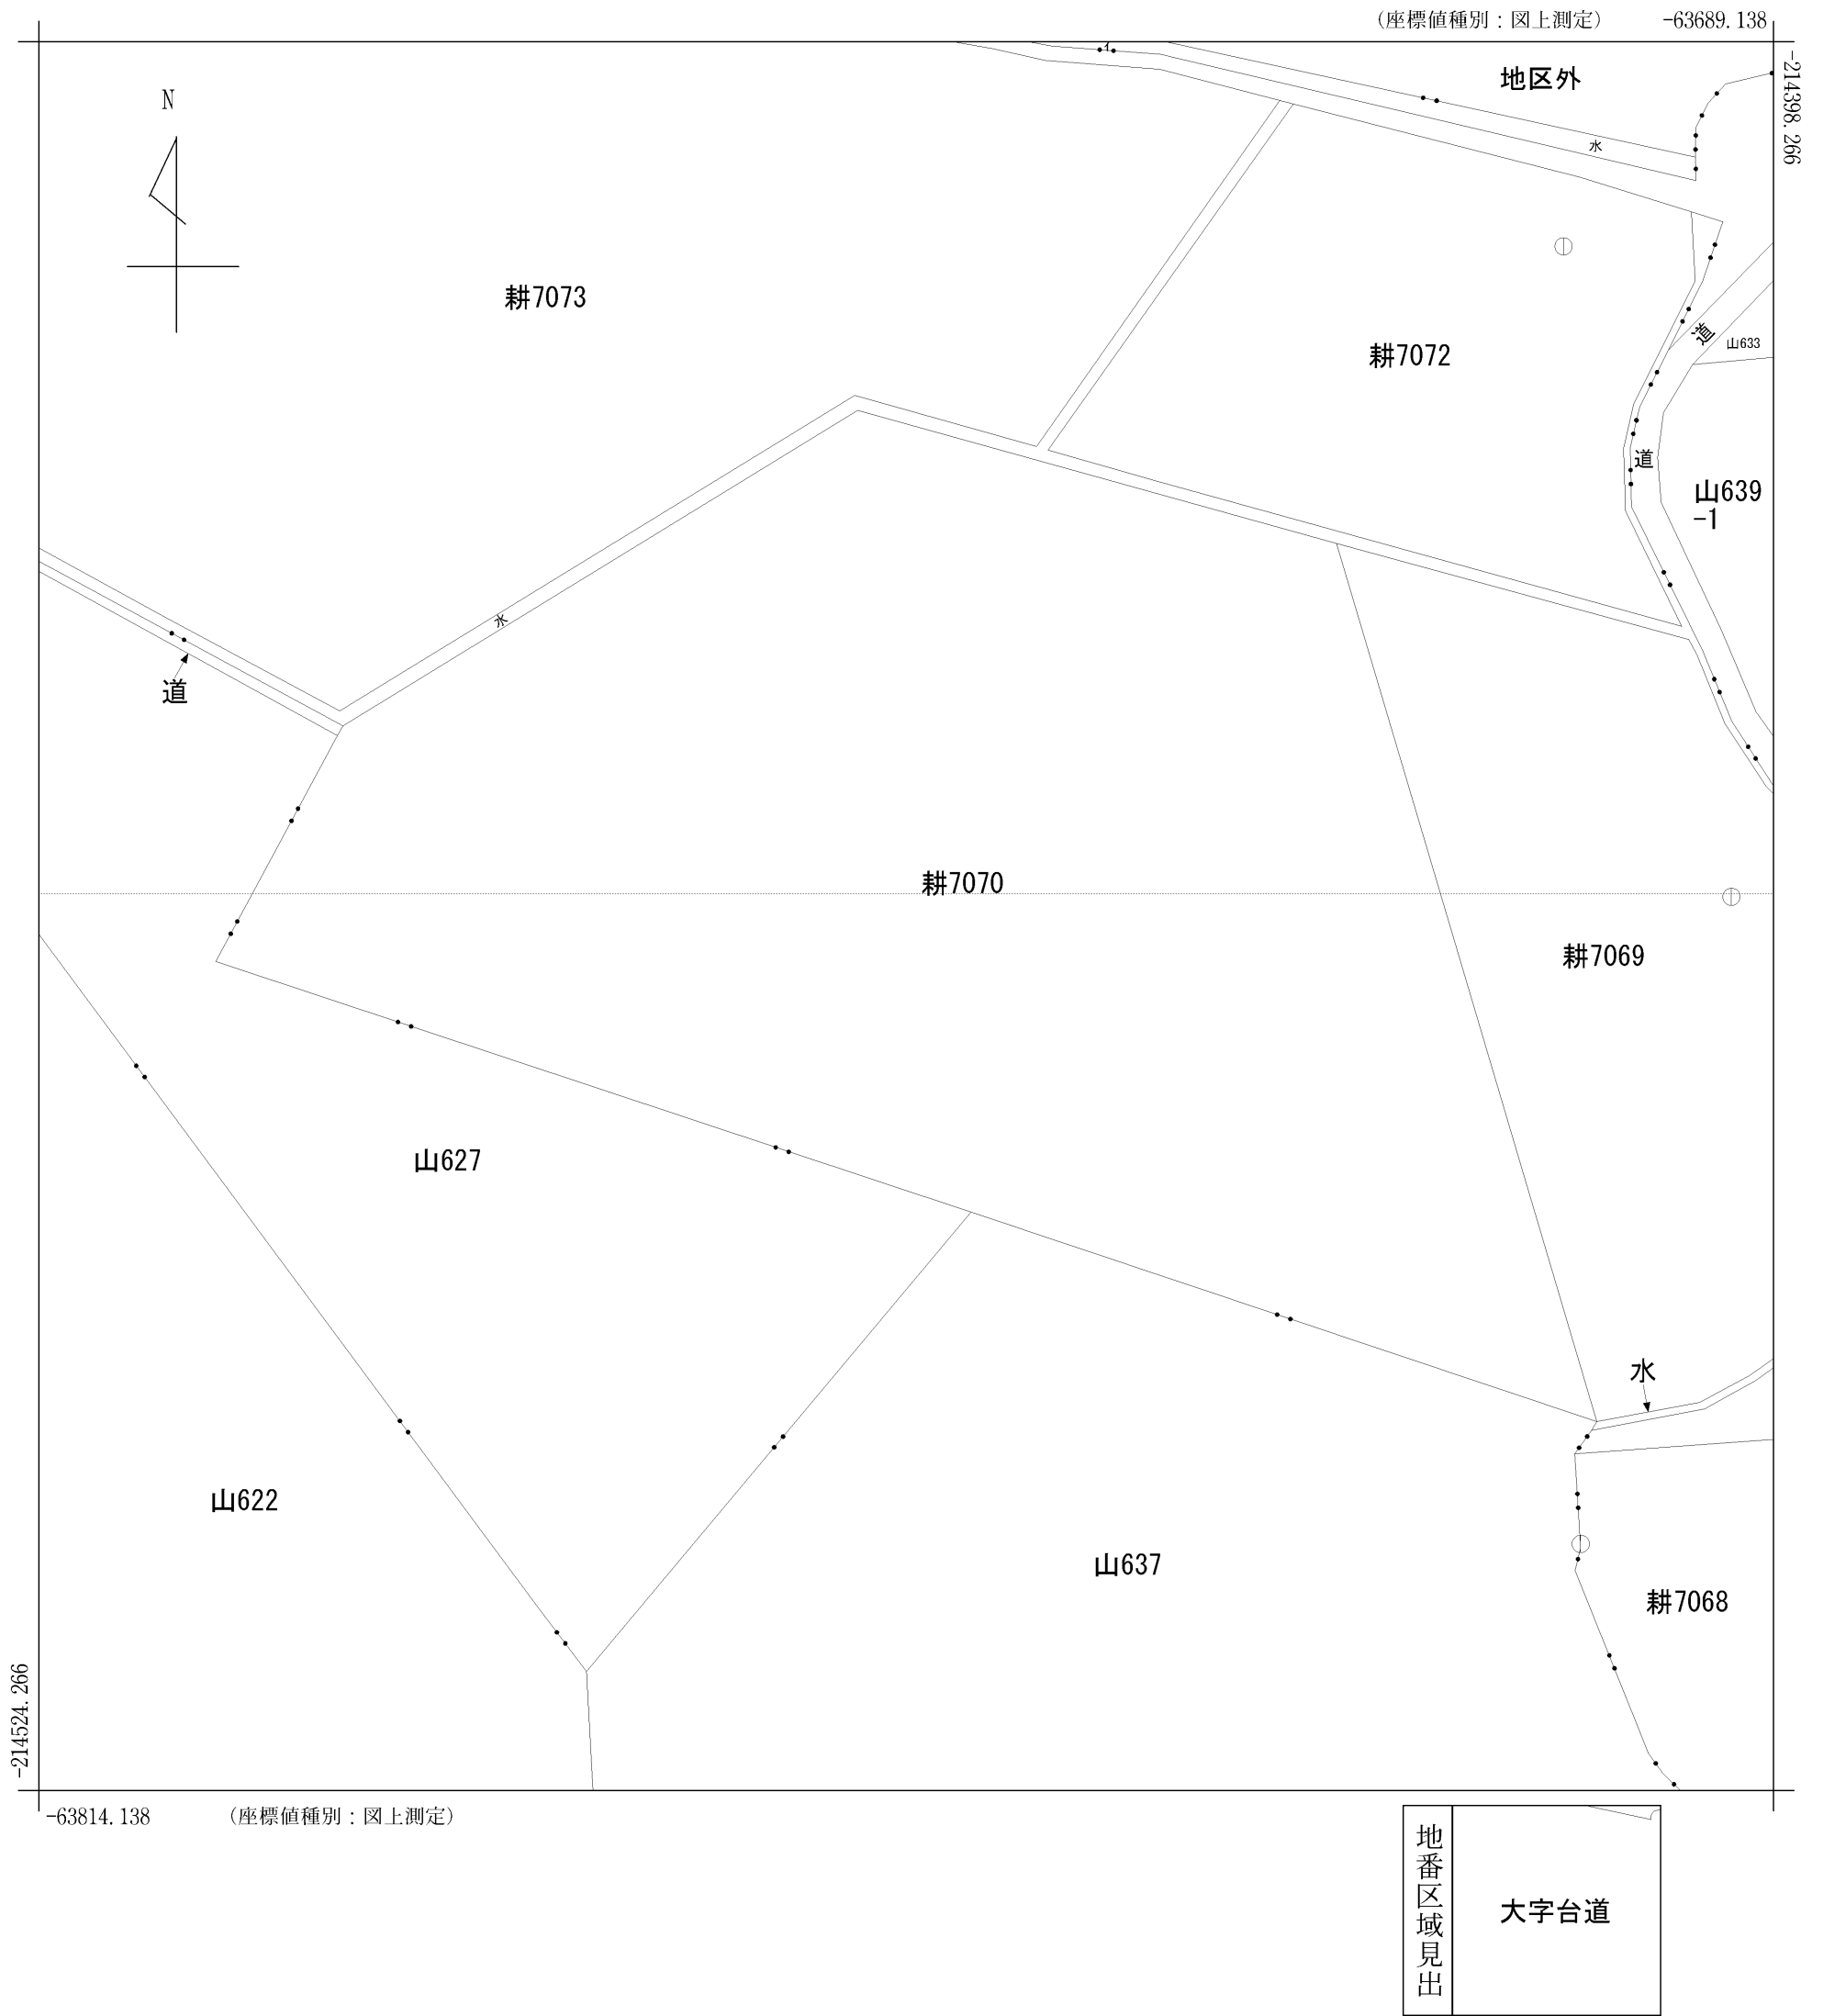 （座標値種別：図上測定） -63689.138
-214398.266
地区外
イ
N
水
耕7073
耕7072
道
山633
道
山639
-1
水
道
耕7070
耕7069
山627
水
山622
山637
耕7068
-214524.266
-63814.138 （座標値種別：図上測定）
地番区域見出
大字台道